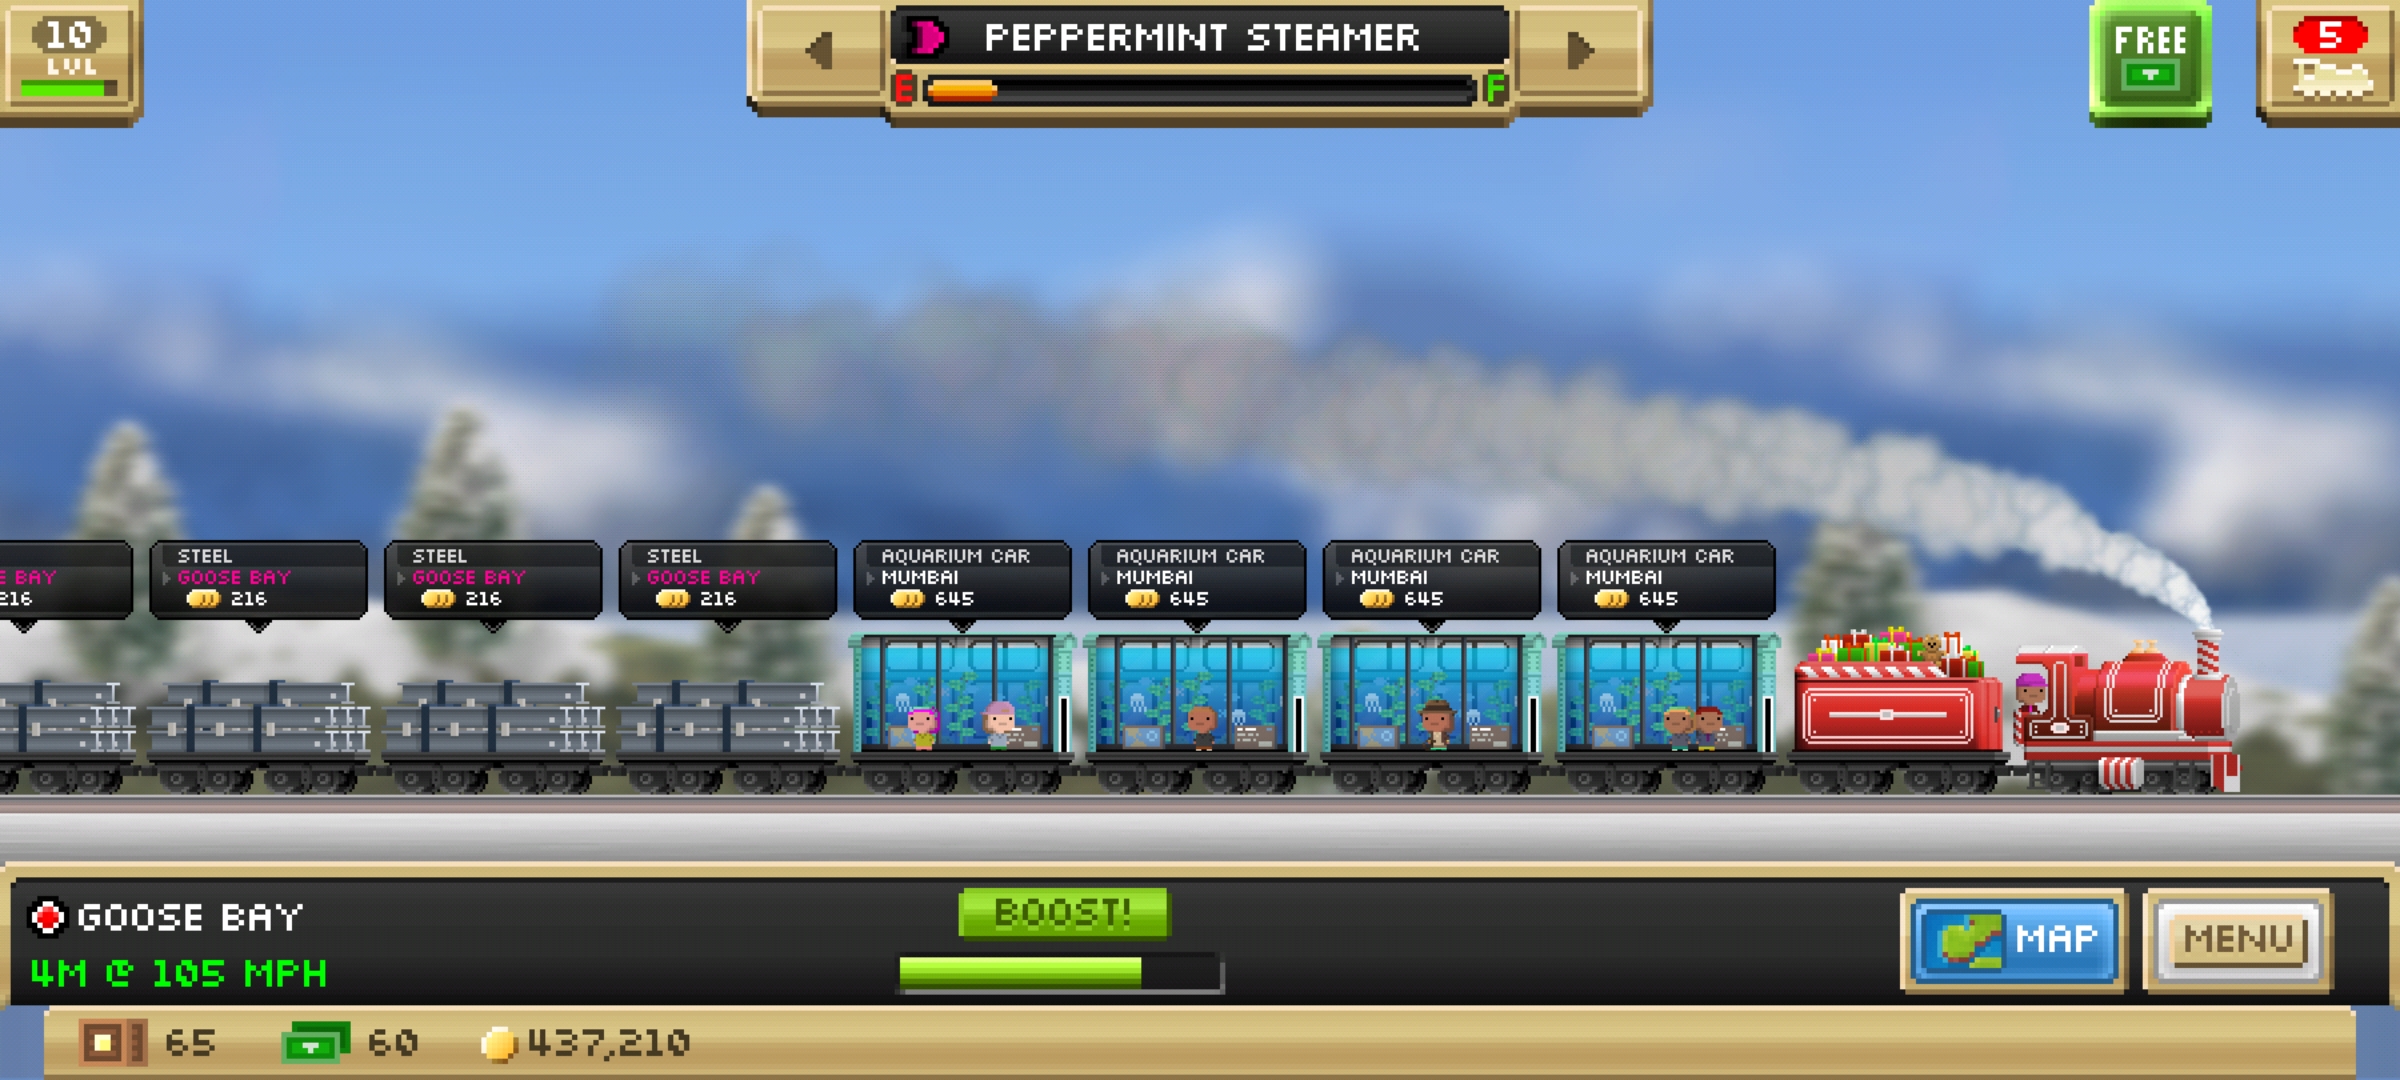 10
LVL
PEPPERMINT STEAMER
E
F
FREE
5
E BAY
216
STEEL
GOOSE BAY
216
STEEL
GOOSE BAY
216
STEEL
GOOSE BAY
216
AQUARIUM CAR
MUMBAI
645
AQUARIUM CAR
MUMBAI
645
AQUARIUM CAR
MUMBAI
645
AQUARIUM CAR
MUMBAI
645
GOOSE BAY
4M @ 105 MPH
BOOST!
MAP
MENU
65
60
437,210